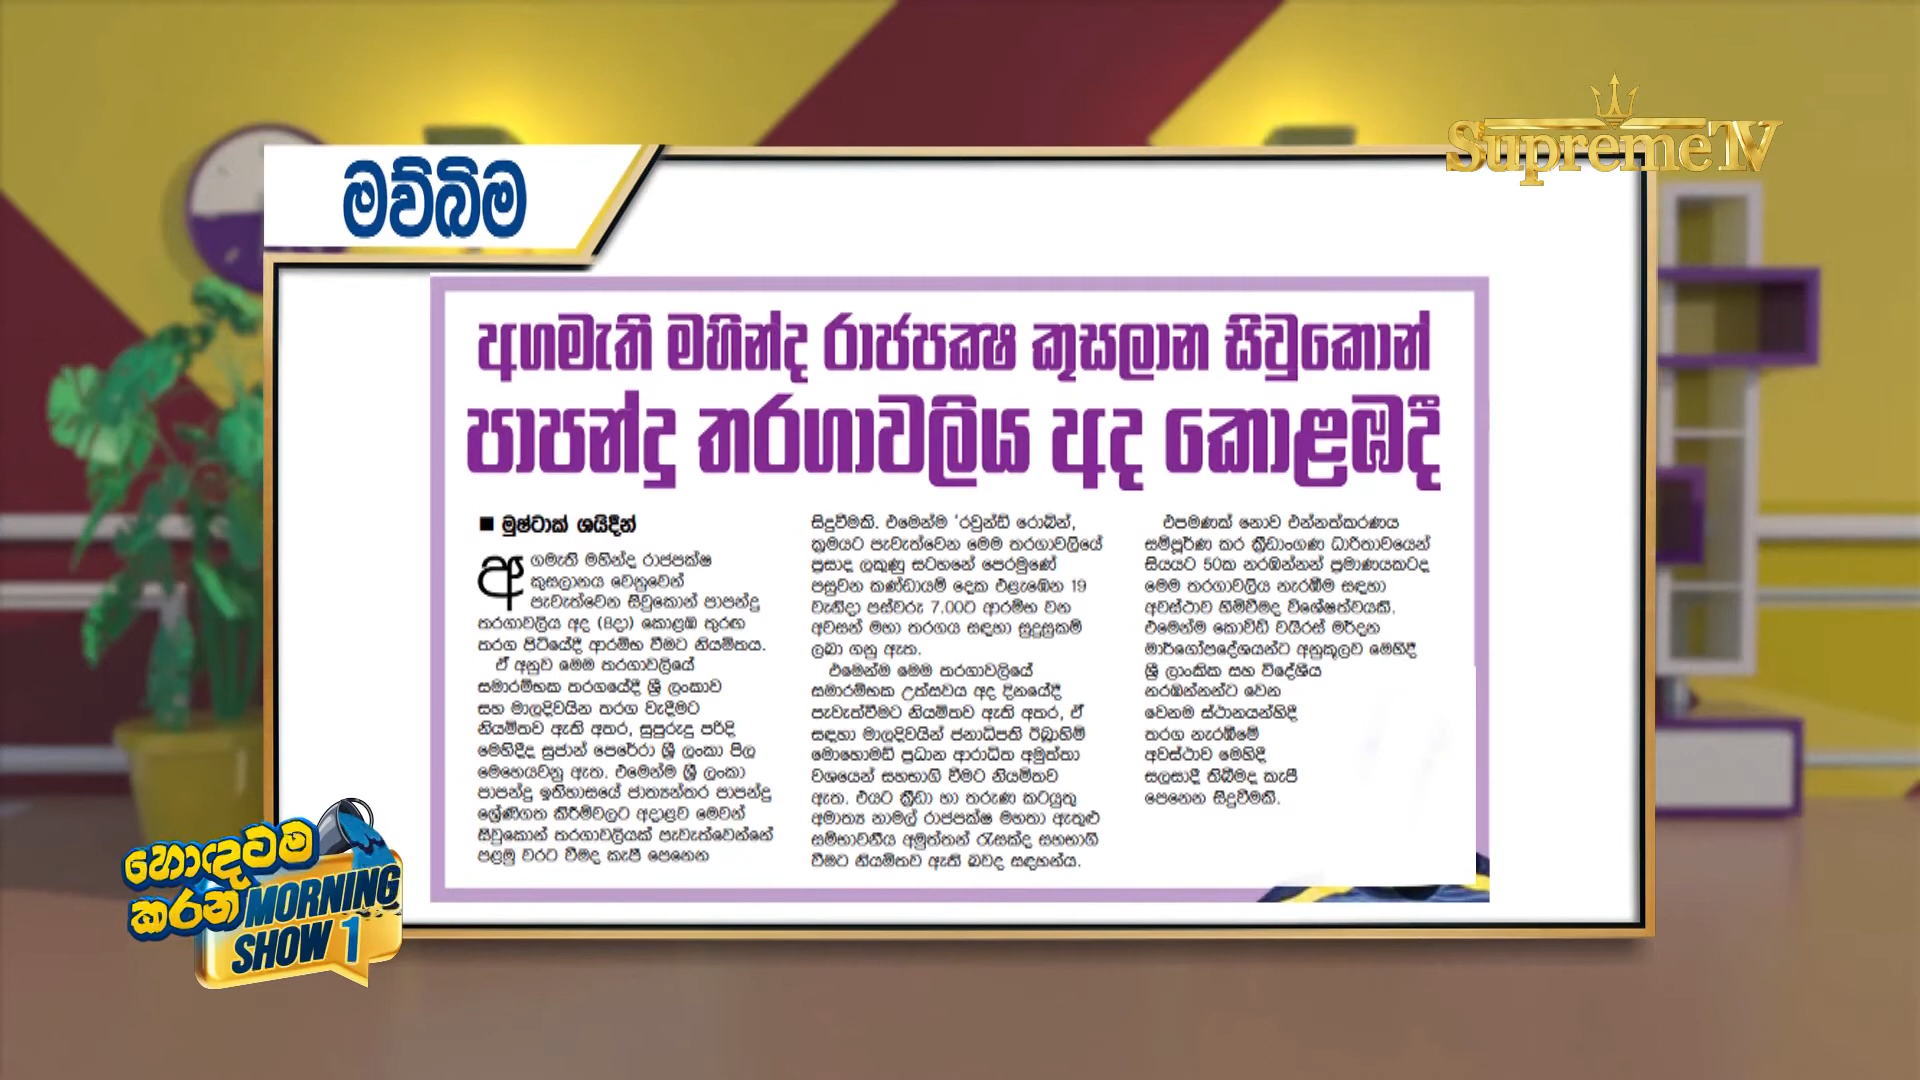 SupremeTV
මව්බිම
අගමැති මහින්ද රාජපක්ෂ කුසලාන සිවුකොන්
පාපන්දු තරගාවලිය අද කොළඹදී
■ මුෂ්ටාක් ශයිදීන්
අගමැති මහින්ද රාජපක්ෂ
කුසලානය වෙනුවෙන්
පැවැත්වෙන සිවුකොන් පාපන්දු
තරගාවලිය අද (8දා) කොළඹ තුරඟ
තරග පිටියේදී ආරම්භ වීමට නියමිතය.
ඒ අනුව මෙම තරගාවලියේ
සමාරම්භක තරගයේදී ශ්‍රී ලංකාව
සහ මාලදිවයින තරග වැදීමට
නියමිතව ඇති අතර, සුපුරුදු පරිදි
මෙහිදීද සුජාන් පෙරේරා ශ්‍රී ලංකා පිල
මෙහෙයවනු ඇත. එමෙන්ම ශ්‍රී ලංකා
පාපන්දු ඉතිහාසයේ ජාත්‍යන්තර පාපන්දු
ශ්‍රේණිගත කිරීම්වලට අදාළව මෙවන්
සිවුකොන් තරගාවලියක් පැවැත්වෙන්නේ
පළමු වරට වීමද කැපී පෙනෙන
සිදුවීමකි. එමෙන්ම ‘රවුන්ඩ් රොබින්,
ක්‍රමයට පැවැත්වෙන මෙම තරගාවලියේ
ප්‍රසාද ලකුණු සටහනේ පෙරමුණේ
පසුවන කණ්ඩායම් දෙක එළැඹෙන 19
වැනිදා පස්වරු 7.00ට ආරම්භ වන
අවසන් මහා තරගය සඳහා සුදුසුකම්
ලබා ගනු ඇත.
එමෙන්ම මෙම තරගාවලියේ
සමාරම්භක උත්සවය අද දිනයේදී
පැවැත්වීමට නියමිතව ඇති අතර, ඒ
සඳහා මාලදිවයින් ජනාධිපති ඊබ්‍රාහිම්
මොහොමඩ් ප්‍රධාන ආරාධිත අමුත්තා
වශයෙන් සහභාගි වීමට නියමිතව
ඇත. එයට ක්‍රීඩා හා තරුණ කටයුතු
අමාත්‍ය නාමල් රාජපක්ෂ මහතා ඇතුළු
සම්භාවනීය අමුත්තන් රැසක්ද සහභාගී
වීමට නියමිතව ඇති බවද සඳහන්ය.
එපමණක් නොව එන්නත්කරණය
සම්පූර්ණ කර ක්‍රීඩාංගණ ධාරිතාවයෙන්
සියයට 50ක නරඹන්නන් ප්‍රමාණයකටද
මෙම තරගාවලිය නැරඹීම සඳහා
අවස්ථාව හිමිවීමද විශේෂත්වයකි.
එමෙන්ම කොවිඩ් වයිරස් මර්දන
මාර්ගෝපදේශයන්ට අනුකූලව මෙහිදී
ශ්‍රී ලාංකික සහ විදේශීය
නරඹන්නන්ට වෙන
වෙනම ස්ථානයන්හිදී
තරග නැරඹීමේ
අවස්ථාව මෙහිදී
සලසාදී තිබීමද කැපී
පෙනෙන සිදුවීමකි.
හොඳටම
කරන
MORNING
SHOW 1